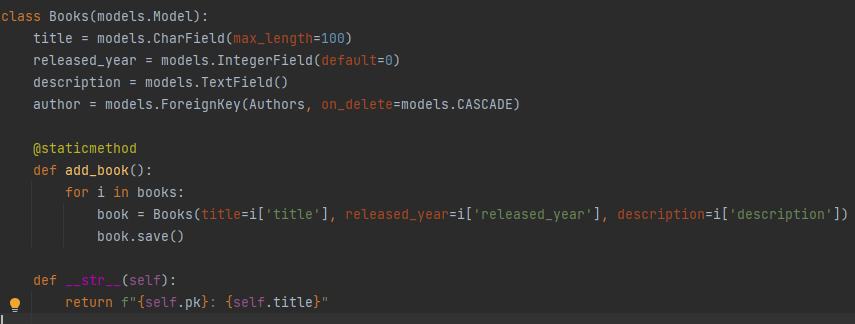 class Books(models.Model):
    title = models.CharField(max_length=100)
    released_year = models.IntegerField(default=0)
    description = models.TextField()
    author = models.ForeignKey(Authors, on_delete=models.CASCADE)
    @staticmethod
    def add_book():
        for i in books:
            book = Books(title=i['title'], released_year=i['released_year'], description=i['description'])
            book.save()
    def __str__(self):
        return f"{self.pk}: {self.title}"